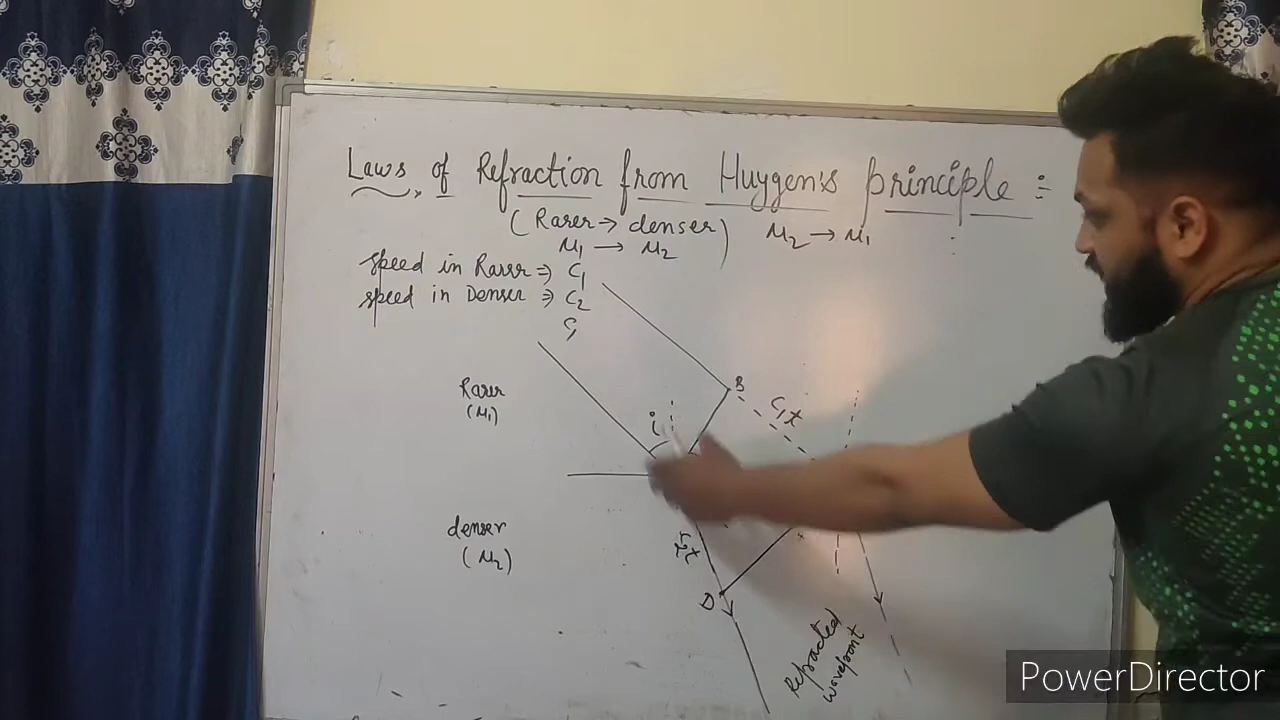 Laws of Refraction from Huygen's principle :-
(Rarer → denser) μ2 → μ1
μ1 → μ2
speed in Rarer ⇒ C1
speed in Denser ⇒ C2
C1
B
Rarer
(μ1)
i
C1t
denser
(μ2)
C2t
D
Refracted
wavefront
PowerDirector